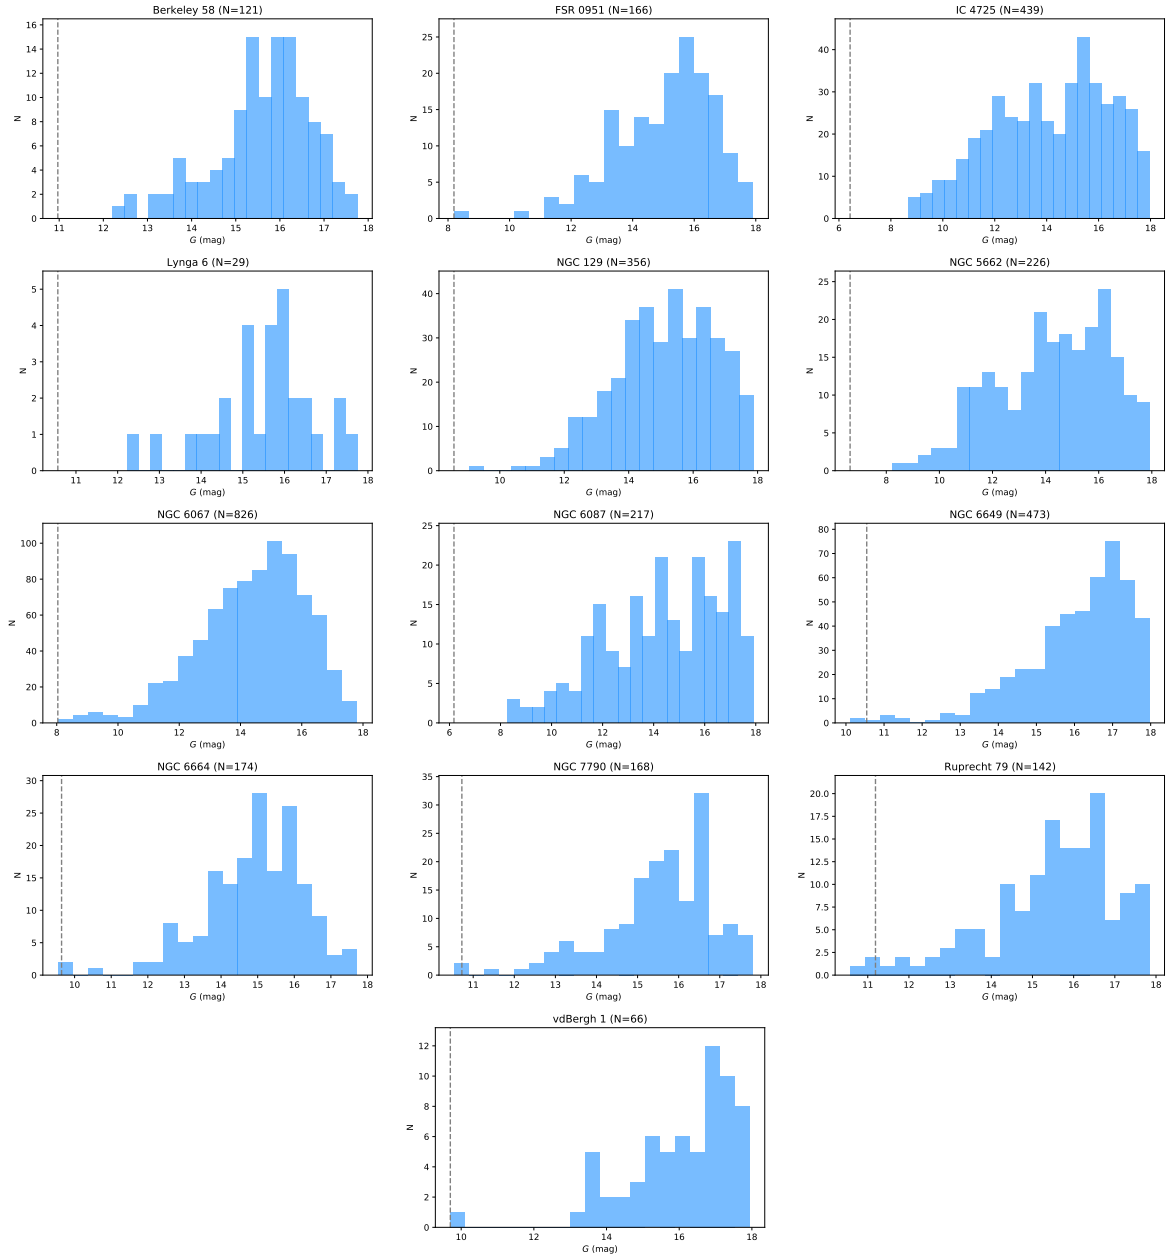 Berkeley 58 (N=121)
16
14
12
10
8
6
4
2
0
N
11 12 13 14 15 16 17 18
G (mag)
FSR 0951 (N=166)
25
20
15
10
5
0
N
8 10 12 14 16 18
G (mag)
IC 4725 (N=439)
40
30
20
10
0
N
6 8 10 12 14 16 18
G (mag)
Lynga 6 (N=29)
5
4
3
2
1
0
N
11 12 13 14 15 16 17 18
G (mag)
NGC 129 (N=356)
40
30
20
10
0
N
10 12 14 16 18
G (mag)
NGC 5662 (N=226)
25
20
15
10
5
0
N
8 10 12 14 16 18
G (mag)
NGC 6067 (N=826)
100
80
60
40
20
0
N
8 10 12 14 16 18
G (mag)
NGC 6087 (N=217)
25
20
15
10
5
0
N
6 8 10 12 14 16 18
G (mag)
NGC 6649 (N=473)
80
70
60
50
40
30
20
10
0
N
10 11 12 13 14 15 16 17 18
G (mag)
NGC 6664 (N=174)
30
25
20
15
10
5
0
N
10 11 12 13 14 15 16 17 18
G (mag)
NGC 7790 (N=168)
35
30
25
20
15
10
5
0
N
11 12 13 14 15 16 17 18
G (mag)
Ruprecht 79 (N=142)
20.0
17.5
15.0
12.5
10.0
7.5
5.0
2.5
0.0
N
11 12 13 14 15 16 17 18
G (mag)
vdBergh 1 (N=66)
12
10
8
6
4
2
0
N
10 12 14 16 18
G (mag)